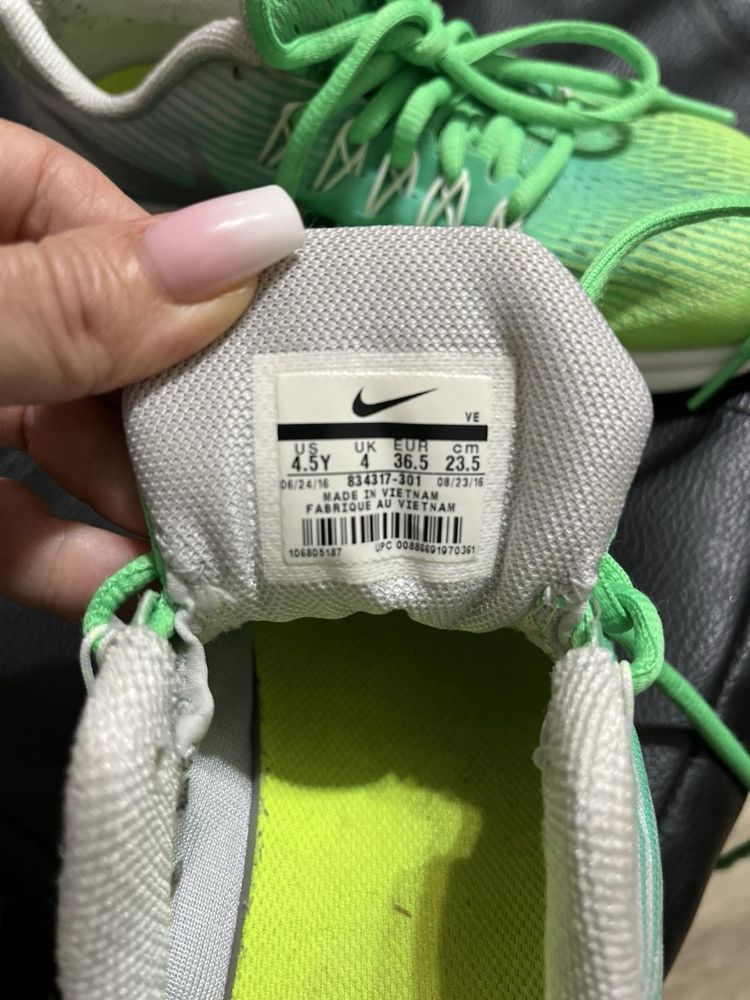 VE
US UK EUR cm
4.5Y 4 36.5 23.5
06/24/16 834317-301 08/23/16
MADE IN VIETNAM
FABRIQUE AU VIETNAM
106805187 UPC 00886691970361